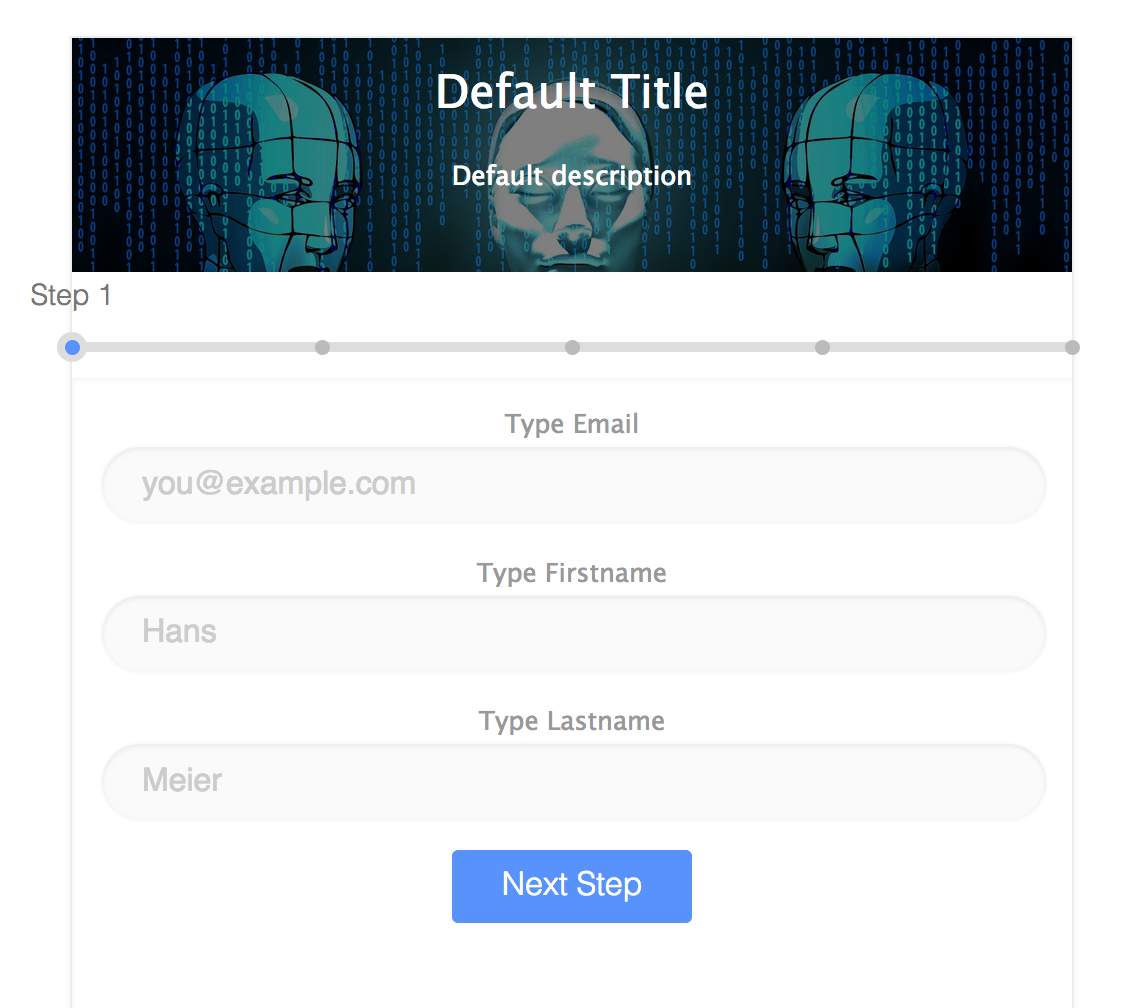 Default Title
Default description
Step 1
Type Email
you@example.com
Type Firstname
Hans
Type Lastname
Meier
Next Step